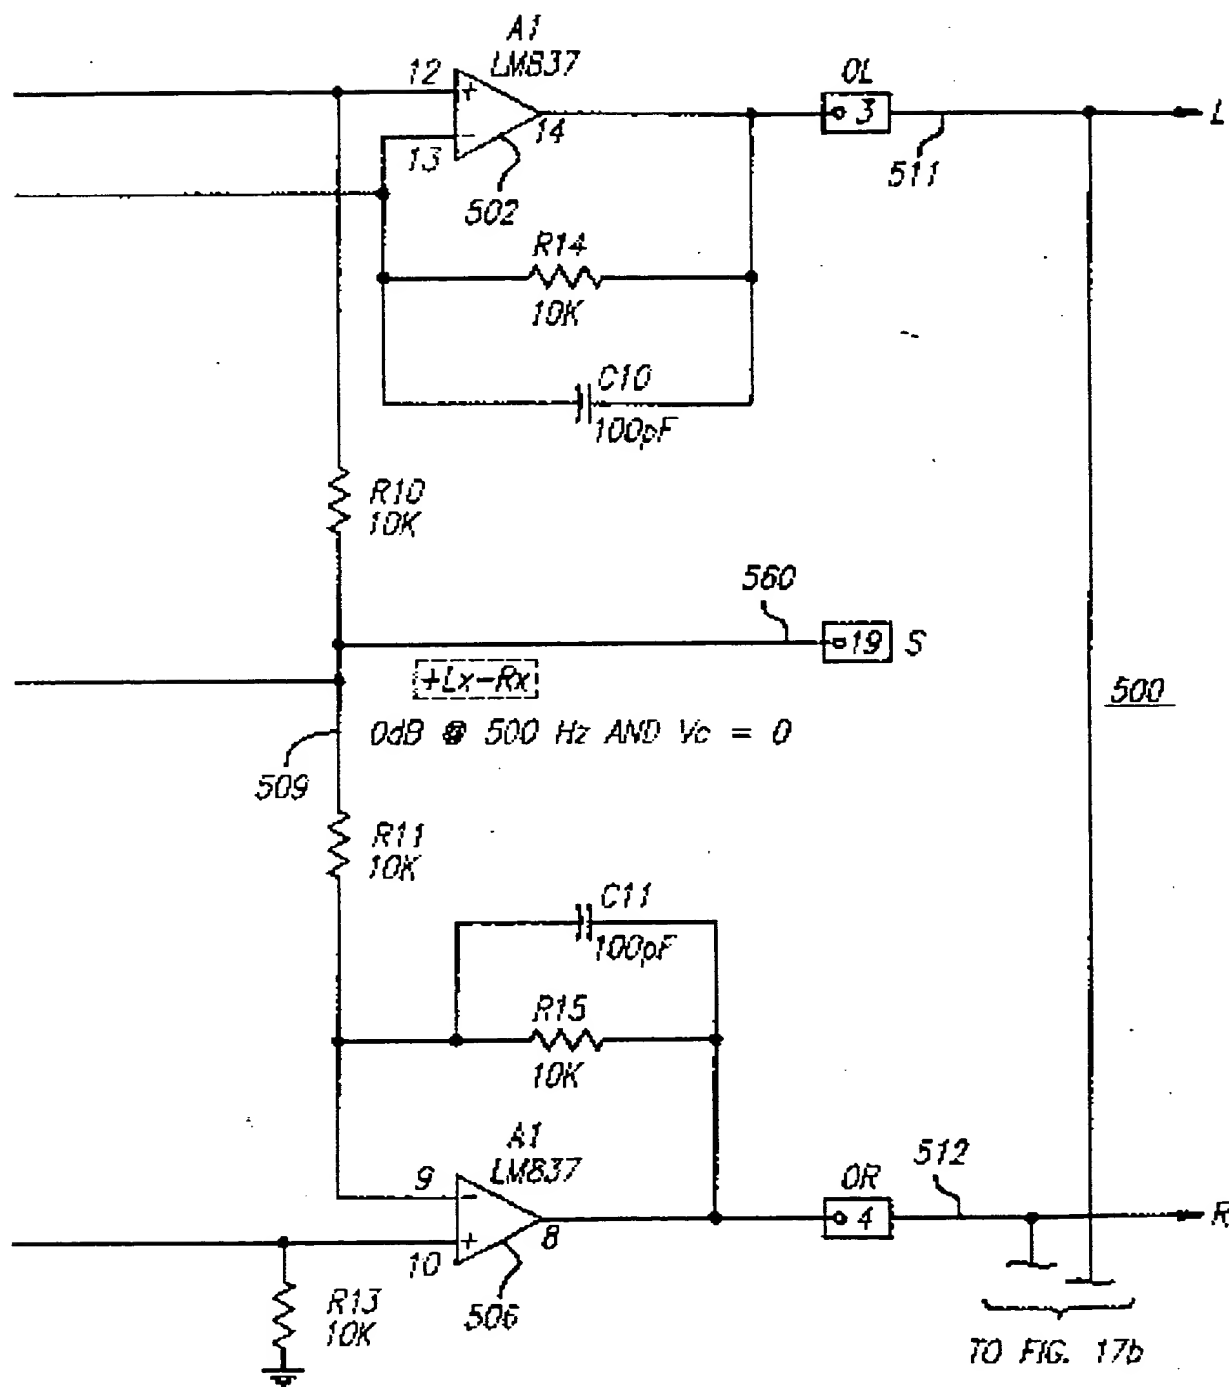 A1
LM837
12
+
13
-
14
502
OL
3
511
L
R14
10K
C10
100pF
R10
10K
560
19 S
+Lx-Rx
500
0dB @ 500 Hz AND Vc = 0
509
R11
10K
C11
100pF
R15
10K
A1
LM837
9
-
10
+
8
506
OR
4
512
R
R13
10K
TO FIG. 17b